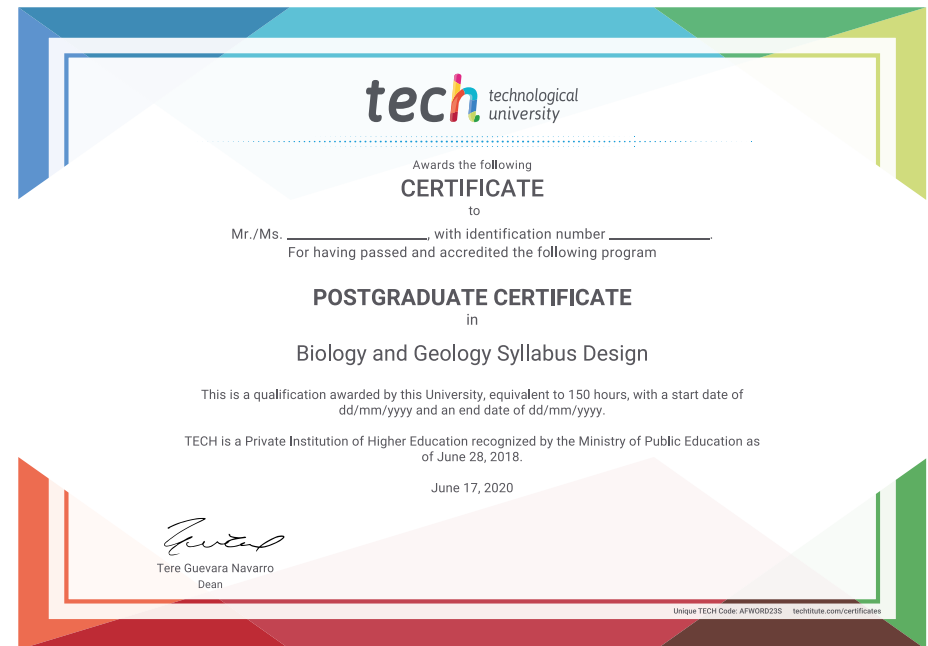 tech technological
university
Awards the following
CERTIFICATE
to
Mr./Ms. ____________________, with identification number ______________.
For having passed and accredited the following program
POSTGRADUATE CERTIFICATE
in
Biology and Geology Syllabus Design
This is a qualification awarded by this University, equivalent to 150 hours, with a start date of
dd/mm/yyyy and an end date of dd/mm/yyyy.
TECH is a Private Institution of Higher Education recognized by the Ministry of Public Education as
of June 28, 2018.
June 17, 2020
Tere Guevara Navarro
Dean
Unique TECH Code: AFWORD23S techtitute.com/certificates